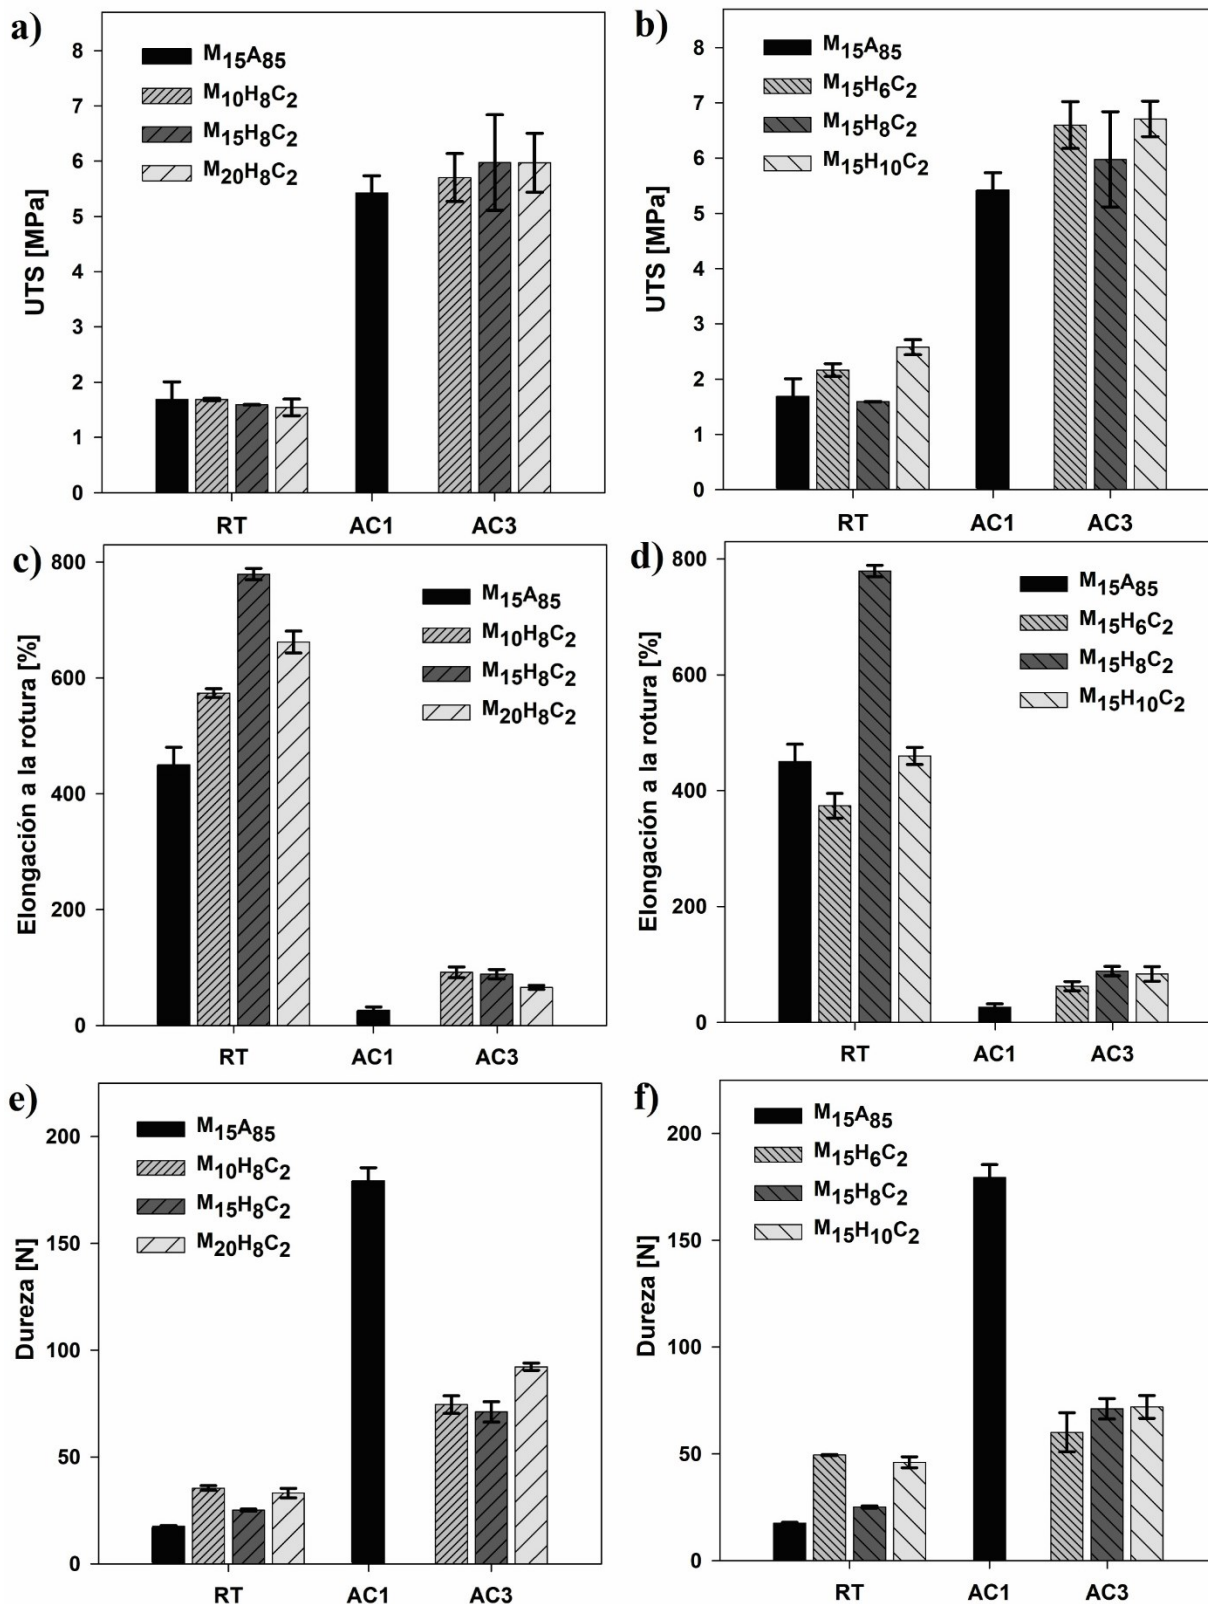 a)
UTS [MPa]
8
7
6
5
4
3
2
1
0
M15A85
M10H8C2
M15H8C2
M20H8C2
RT AC1 AC3
b)
UTS [MPa]
8
7
6
5
4
3
2
1
0
M15A85
M15H6C2
M15H8C2
M15H10C2
RT AC1 AC3
c)
Elongación a la rotura [%]
800
600
400
200
0
M15A85
M10H8C2
M15H8C2
M20H8C2
RT AC1 AC3
d)
Elongación a la rotura [%]
800
600
400
200
0
M15A85
M15H6C2
M15H8C2
M15H10C2
RT AC1 AC3
e)
Dureza [N]
200
150
100
50
0
M15A85
M10H8C2
M15H8C2
M20H8C2
RT AC1 AC3
f)
Dureza [N]
200
150
100
50
0
M15A85
M15H6C2
M15H8C2
M15H10C2
RT AC1 AC3